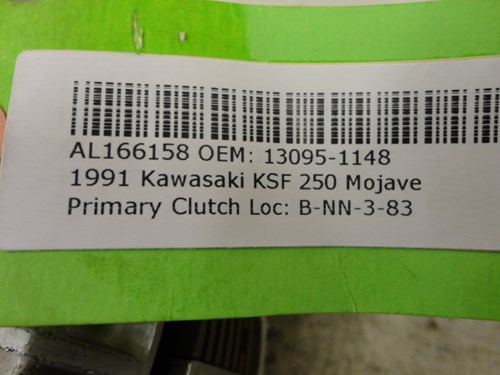 AL166158 OEM: 13095-1148
1991 Kawasaki KSF 250 Mojave
Primary Clutch Loc: B-NN-3-83